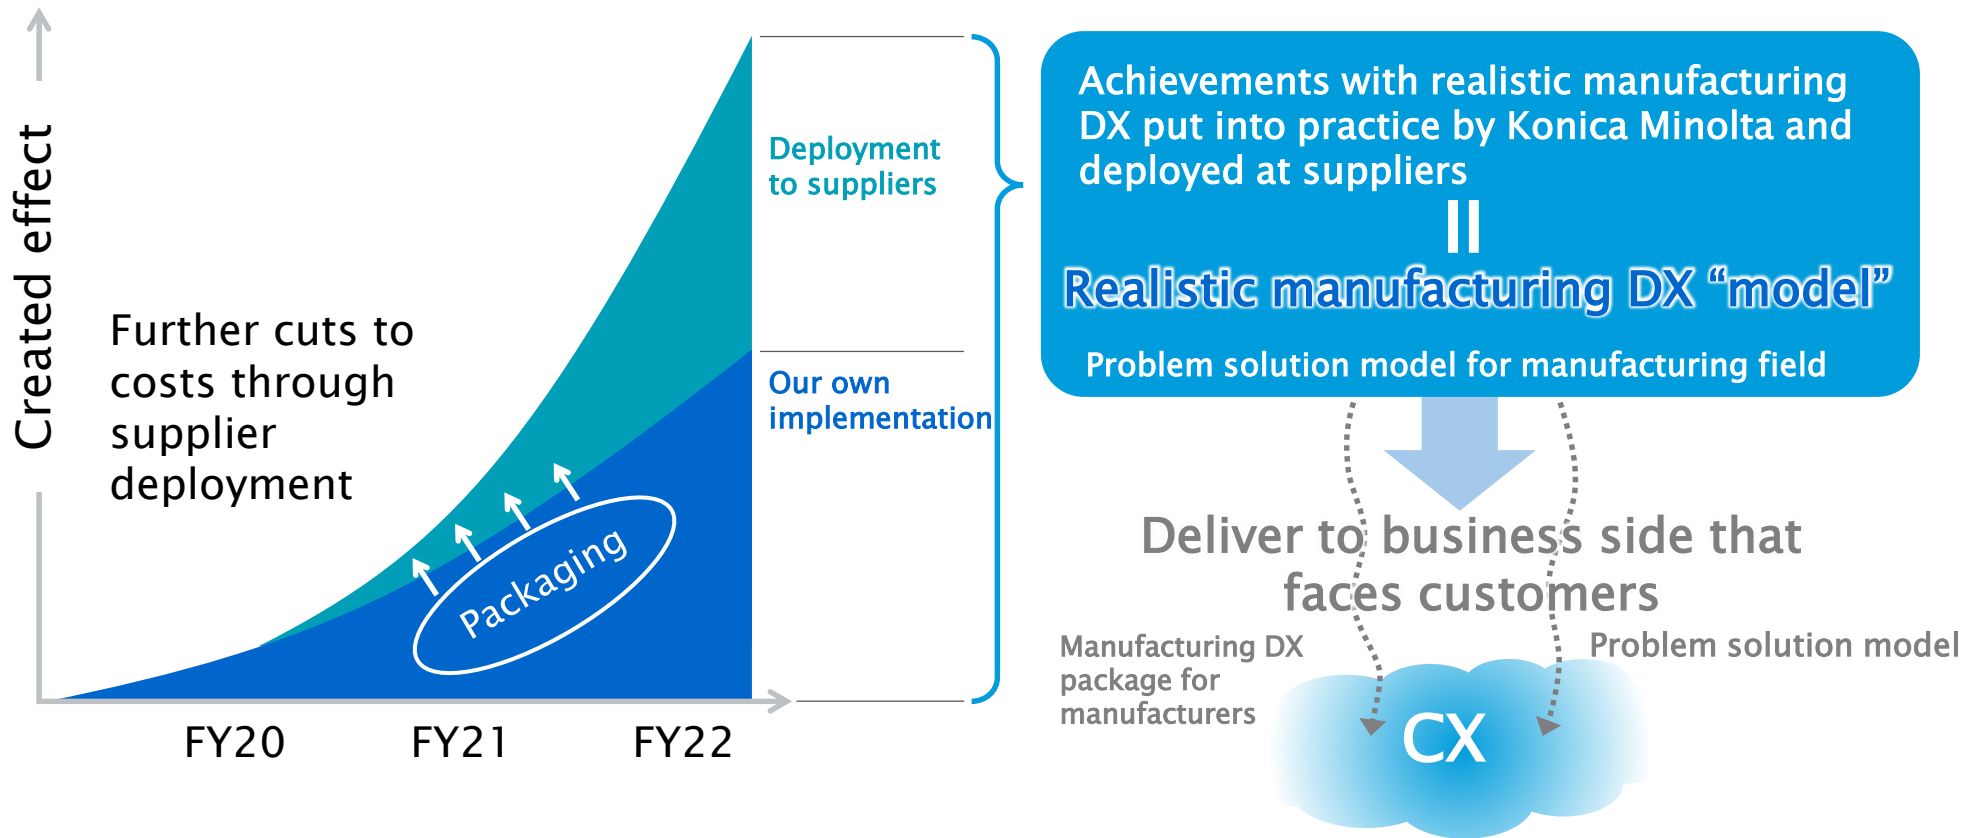 Created effect
Further cuts to
costs through
supplier
deployment
Packaging
FY20
FY21
FY22
Deployment
to suppliers
Our own
implementation
Achievements with realistic manufacturing
DX put into practice by Konica Minolta and
deployed at suppliers
Realistic manufacturing DX “model”
Problem solution model for manufacturing field
Deliver to business side that
faces customers
Manufacturing DX
package for
manufacturers
Problem solution model
CX